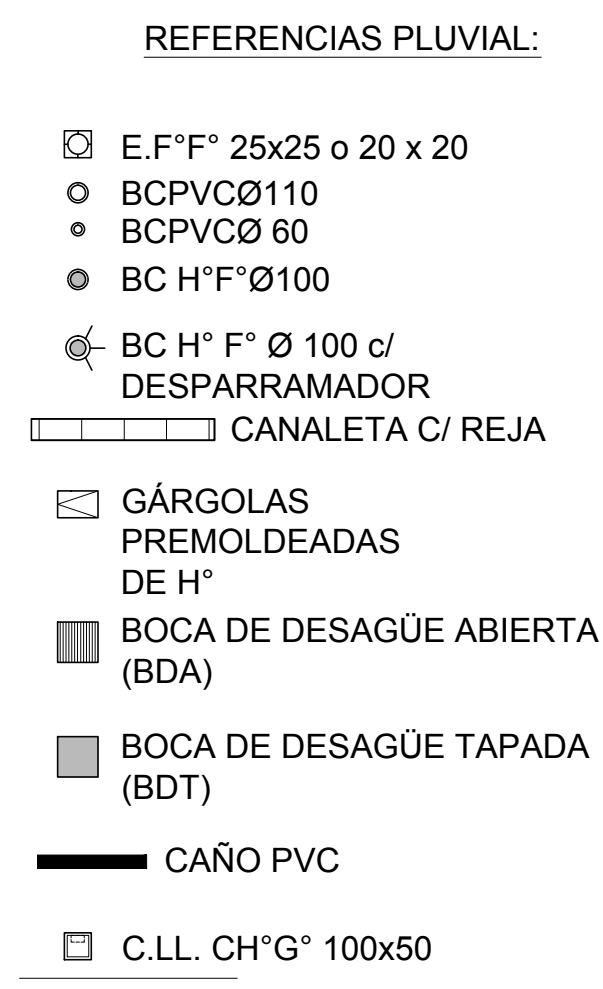 REFERENCIAS PLUVIAL:
E.F°F° 25x25 o 20 x 20
BCPVCØ110
BCPVCØ 60
BC H°F°Ø100
BC H° F° Ø 100 c/
DESPARRAMADOR
CANALETA C/ REJA
GÁRGOLAS
PREMOLDEADAS
DE H°
BOCA DE DESAGÜE ABIERTA
(BDA)
BOCA DE DESAGÜE TAPADA
(BDT)
CAÑO PVC
C.LL. CH°G° 100x50